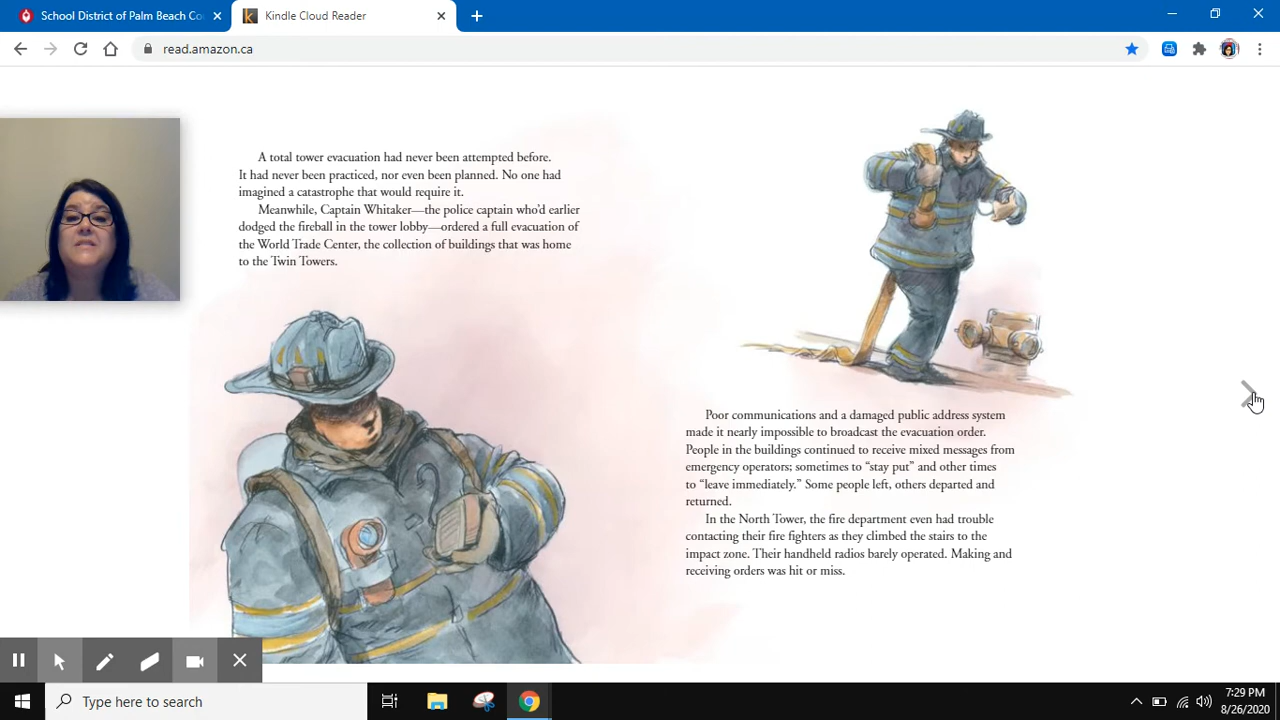 School District of Palm Beach Co
Kindle Cloud Reader
read.amazon.ca
A total tower evacuation had never been attempted before.
It had never been practiced, nor even been planned. No one had
imagined a catastrophe that would require it.
Meanwhile, Captain Whitaker—the police captain who'd earlier
dodged the fireball in the tower lobby—ordered a full evacuation of
the World Trade Center, the collection of buildings that was home
to the Twin Towers.
Poor communications and a damaged public address system
made it nearly impossible to broadcast the evacuation order.
People in the buildings continued to receive mixed messages from
emergency operators; sometimes to “stay put” and other times
to “leave immediately.” Some people left, others departed and
returned.
In the North Tower, the fire department even had trouble
contacting their fire fighters as they climbed the stairs to the
impact zone. Their handheld radios barely operated. Making and
receiving orders was hit or miss.
Type here to search
7:29 PM
8/26/2020